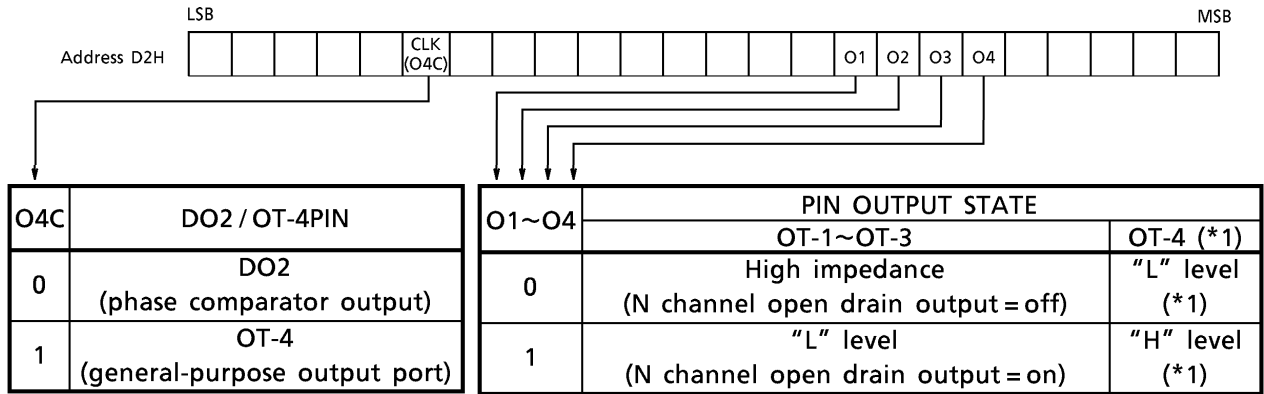 LSB MSB
Address D2H CLK (O4C) O1 O2 O3 O4
O4C DO2 / OT-4PIN
0 DO2
(phase comparator output)
1 OT-4
(general-purpose output port)
O1~O4 PIN OUTPUT STATE
OT-1~OT-3 OT-4 (*1)
0 High impedance
(N channel open drain output = off)
"L" level
(*1)
1 "L" level
(N channel open drain output = on)
"H" level
(*1)